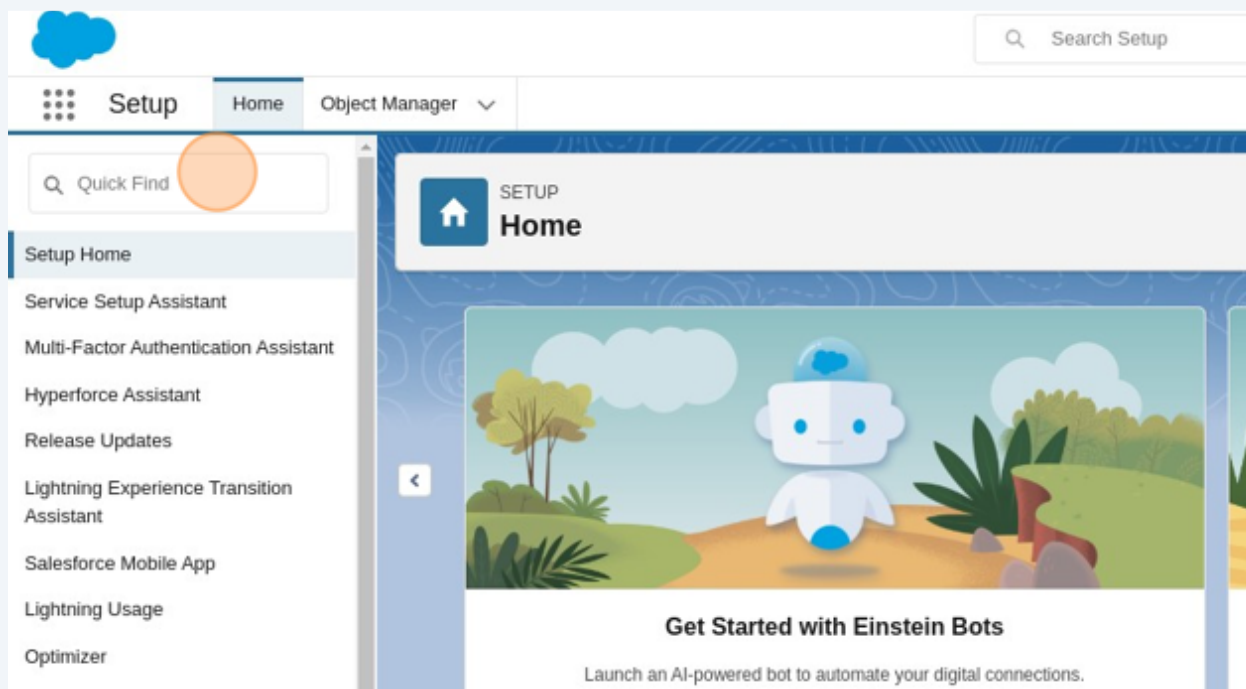 Search Setup
Setup
Home
Object Manager
Quick Find
Setup Home
Service Setup Assistant
Multi-Factor Authentication Assistant
Hyperforce Assistant
Release Updates
Lightning Experience Transition
Assistant
Salesforce Mobile App
Lightning Usage
Optimizer
SETUP
Home
Get Started with Einstein Bots
Launch an AI-powered bot to automate your digital connections.